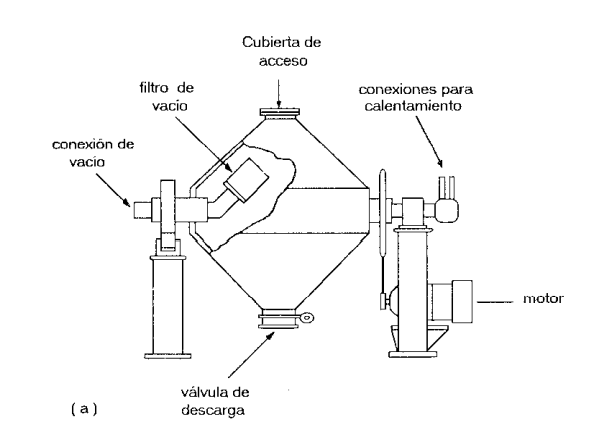 Cubierta de
acceso
filtro de
vacio
conexiones para
calentamiento
conexión de
vacio
motor
válvula de
descarga
(a)